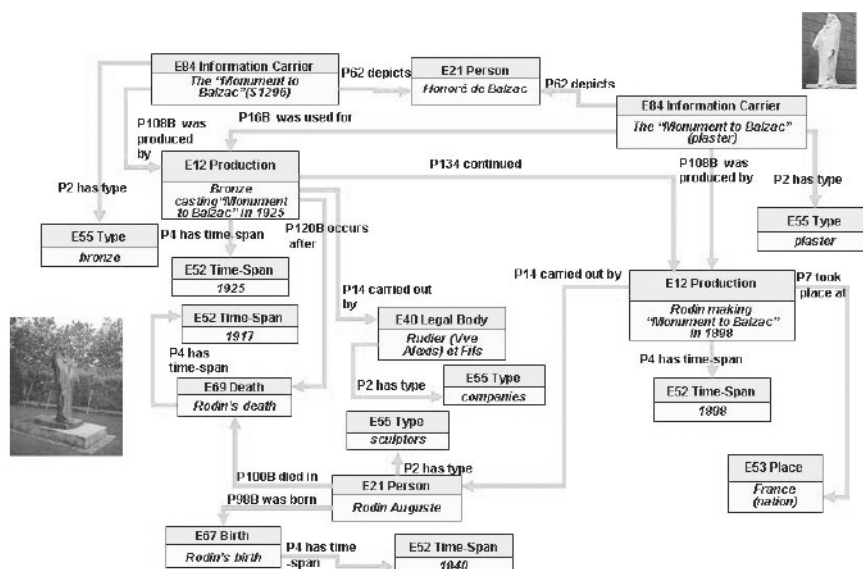 E84 Information Carrier
The "Monument to
Balzac"(S1296)
P62 depicts
E21 Person
Honoré de Balzac
P62 depicts
E84 Information Carrier
The "Monument to Balzac"
(plaster)
P108B was
produced
by
P16B was used for
E12 Production
Bronze
casting"Monument
to Balzac" in 1925
P134 continued
P108B was
produced by
P2 has type
P2 has type
E55 Type
bronze
P4 has time-span
P120B occurs
after
E55 Type
plaster
E52 Time-Span
1925
P14 carried out
by
P14 carried out by
E12 Production
Rodin making
"Monument to Balzac"
in 1898
P7 took
place at
E52 Time-Span
1917
E40 Legal Body
Rudier (Vve
Alexis) et Fils
P4 has
time-span
P4 has time-span
E69 Death
Rodin's death
P2 has type
E55 Type
companies
E52 Time-Span
1898
E55 Type
sculptors
P100B died in
P2 has type
E53 Place
France
(nation)
E21 Person
Rodin Auguste
P98B was born
E67 Birth
Rodin's birth
P4 has time
-span
E52 Time-Span
1840